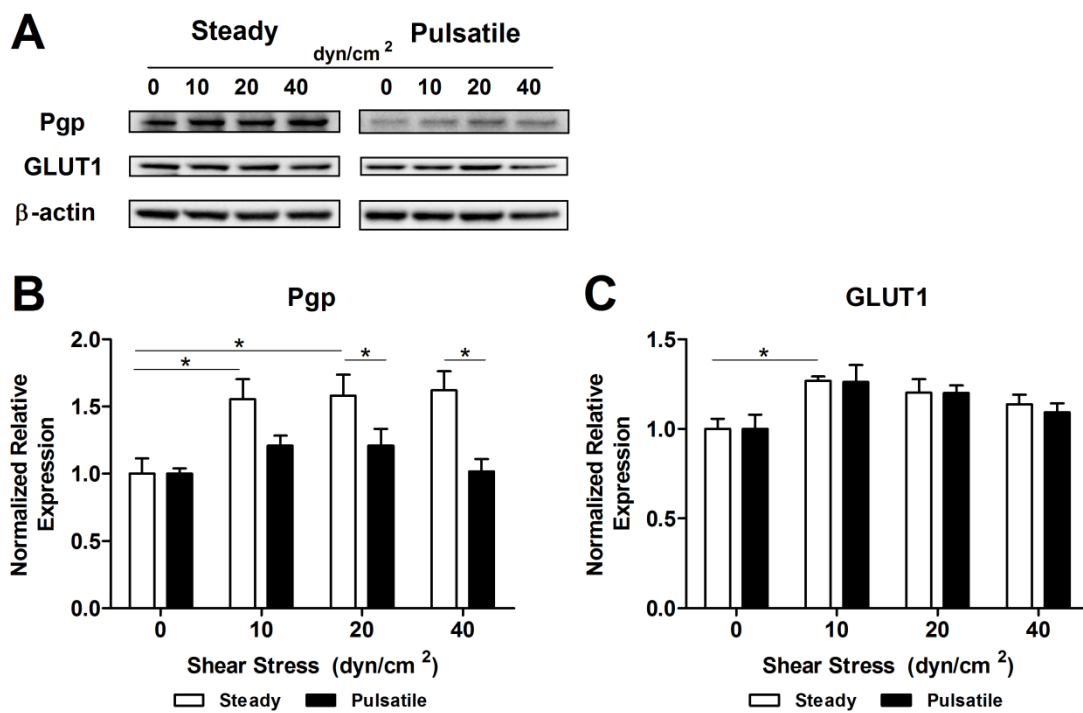 A
Steady
Pulsatile
dyn/cm 2
0 10 20 40
0 10 20 40
Pgp
GLUT1
β-actin
B
Pgp
Normalized Relative
Expression
2.0
1.5
1.0
0.5
0.0
*
*
*
*
0 10 20 40
Shear Stress (dyn/cm 2)
Steady Pulsatile
C
GLUT1
Normalized Relative
Expression
1.5
1.0
0.5
0.0
*
0 10 20 40
Shear Stress (dyn/cm 2)
Steady Pulsatile